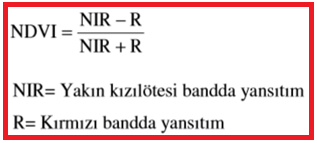 NDVI = NIR – R / NIR + R
NIR= Yakın kızılötesi bandda yansıtım
R= Kırmızı bandda yansıtım